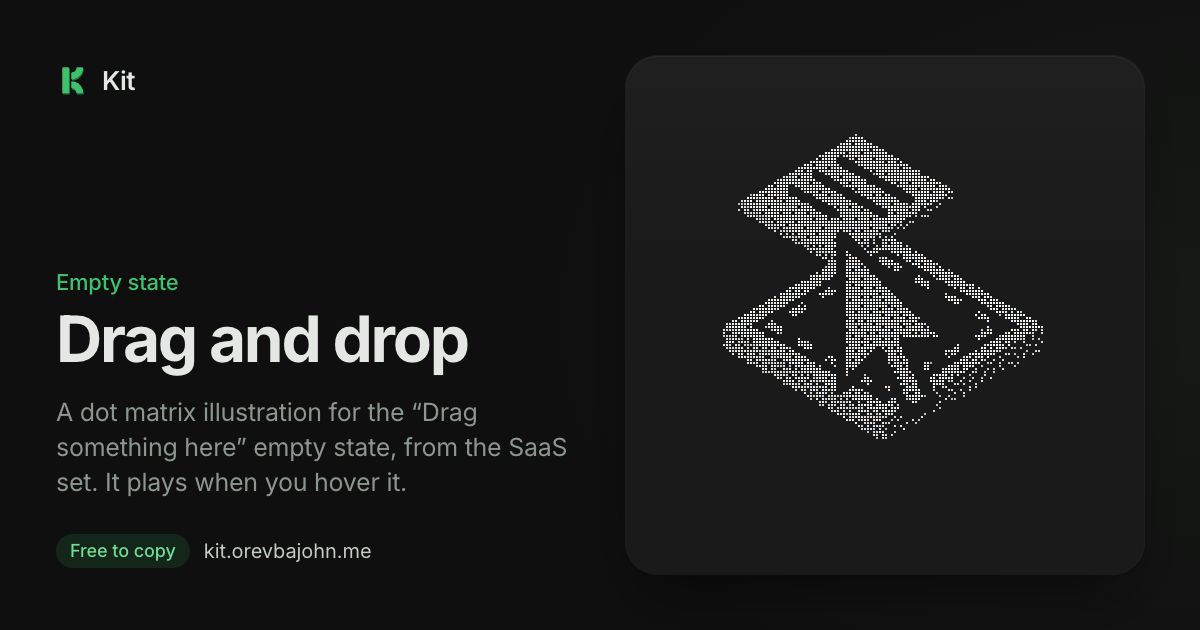 Kit
Empty state
Drag and drop
A dot matrix illustration for the “Drag
something here” empty state, from the SaaS
set. It plays when you hover it.
Free to copy
kit.orevbajohn.me